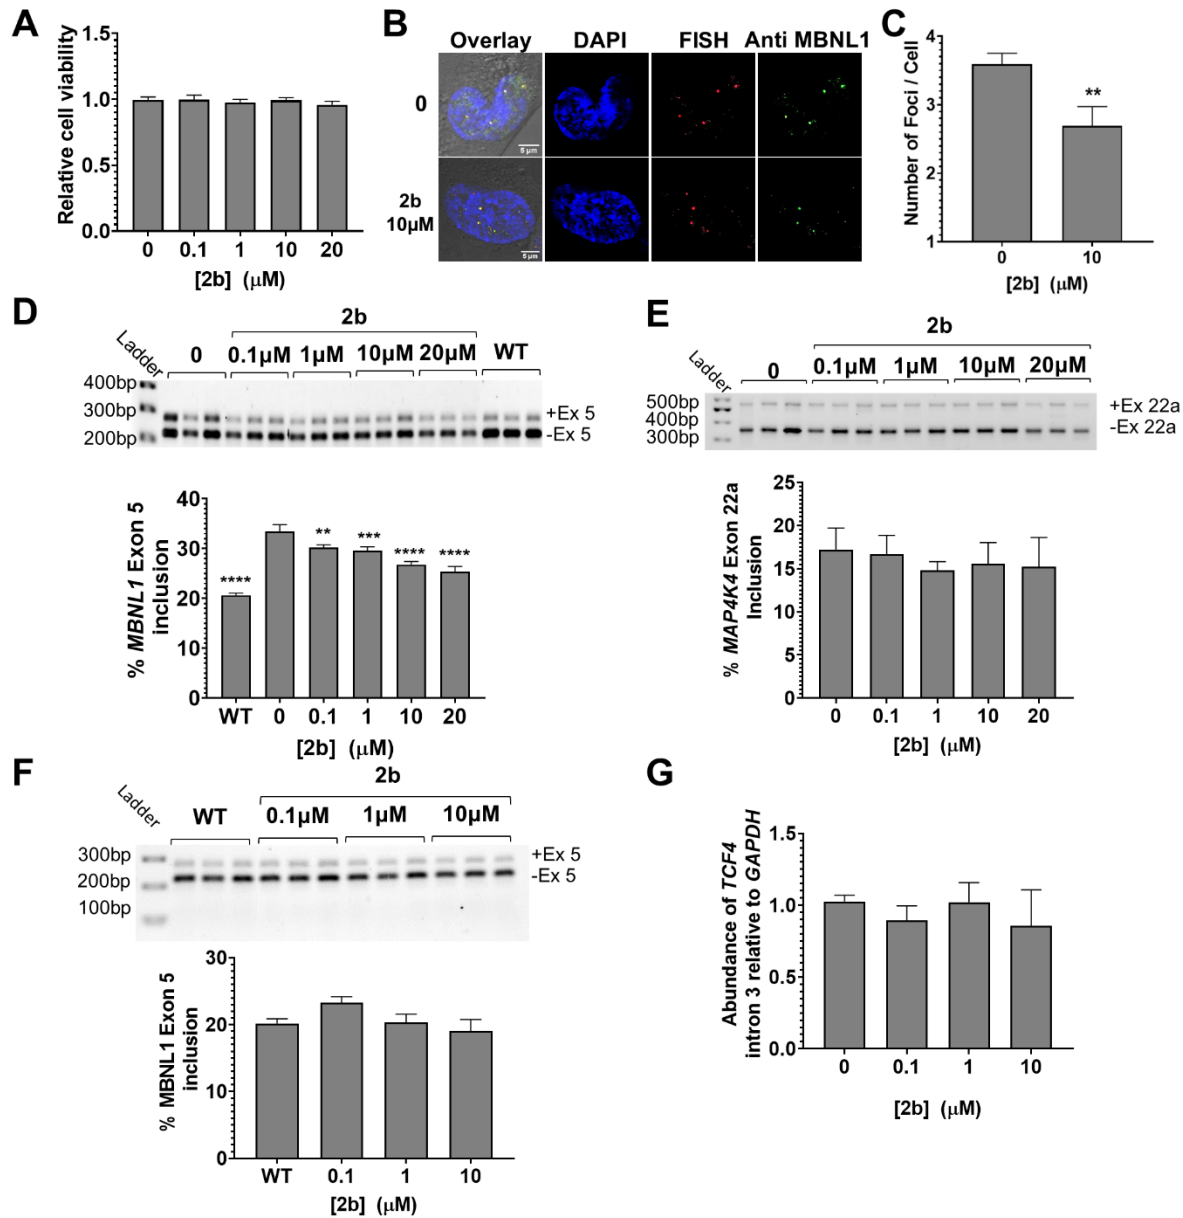 A
Relative cell viability
1.5
1.0
0.5
0.0
0 0.1 1 10 20
[2b] (μM)
B
Overlay DAPI FISH Anti MBNL1
0
5 μm
2b
10μM
5 μm
C
Number of Foci / Cell
4
3
2
1
**
0 10
[2b] (μM)
D
2b
Ladder 0 0.1μM 1μM 10μM 20μM WT
400bp
300bp
200bp
+Ex 5
-Ex 5
% MBNL1 Exon 5
inclusion
40
30
20
10
0
**** ** *** **** ****
WT 0 0.1 1 10 20
[2b] (μM)
E
2b
Ladder 0 0.1μM 1μM 10μM 20μM
500bp
400bp
300bp
+Ex 22a
-Ex 22a
% MAP4K4 Exon 22a
Inclusion
25
20
15
10
5
0
0 0.1 1 10 20
[2b] (μM)
F
2b
Ladder WT 0.1μM 1μM 10μM
300bp
200bp
100bp
+Ex 5
-Ex 5
% MBNL1 Exon 5
inclusion
30
20
10
0
WT 0.1 1 10
[2b] (μM)
G
Abundance of TCF4
intron 3 relative to GAPDH
1.5
1.0
0.5
0.0
0 0.1 1 10
[2b] (μM)